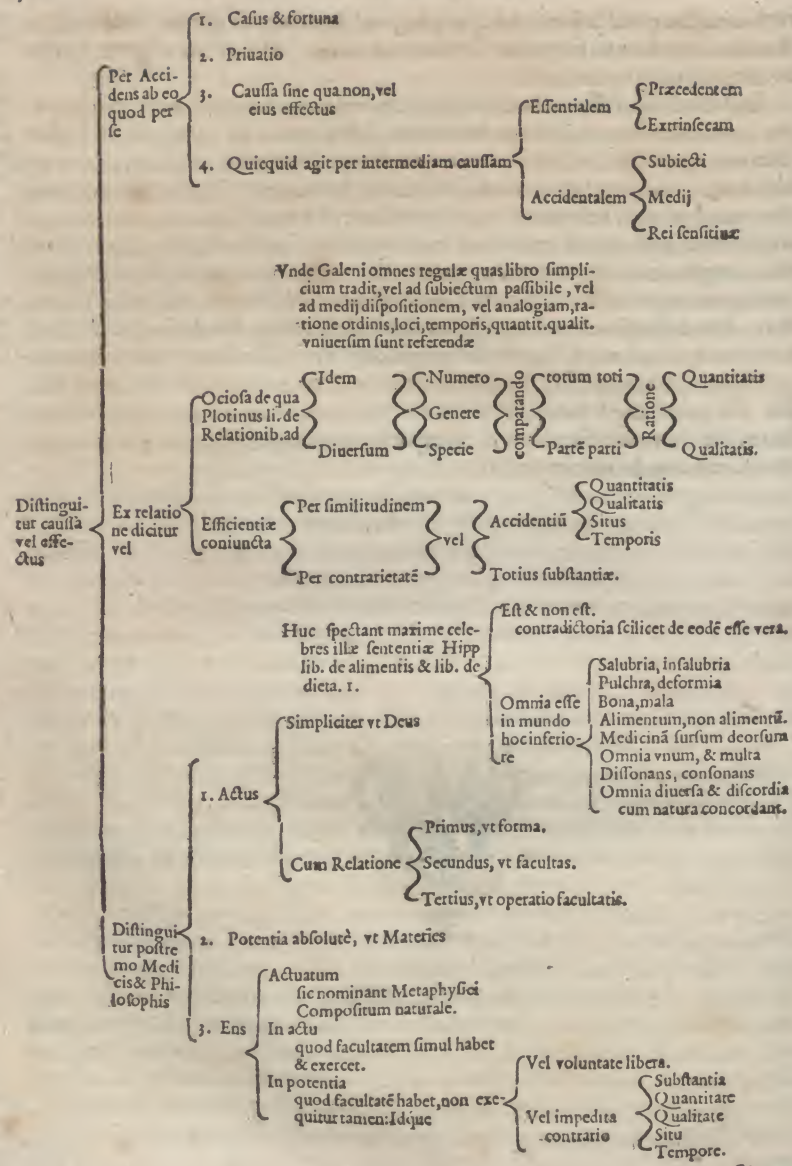 Distingui-
tur caussa
vel effe-
ctus
Per Acci-
dens ab eo
quod per
se
1. Casus & fortuna
2. Priuatio
3. Caussa sine qua non, vel
eius effectus
4. Quicquid agit per intermediam caussam
Essentialem
Præcedentem
Extrinsecam
Accidentalem
Subiecti
Medij
Rei sensitiuæ
Vnde Galeni omnes regulæ quas libro simpli-
cium tradit, vel ad subiectum passibile, vel
ad medij dispositionem, vel analogiam, ra-
tione ordinis, loci, temporis, quantit. qualit.
vniuersim sunt referendæ
Ex relatio
ne dicitur
vel
Ociosa de qua
Plotinus li. de
Relationib. ad
Idem
Diuersum
Numero
Genere
Specie
comparando
totum toti
Partē parti
Ratione
Quantitatis
Qualitatis.
Efficientiæ
coniuncta
Per similitudinem
Per contrarietatē
vel
Accidentiū
Quantitatis
Qualitatis
Situs
Temporis
Totius substantiæ.
Huc spectant maxime cele-
bres illæ sententiæ Hipp
lib. de alimentis & lib. de
dieta. 1.
Est & non est.
contradictoria scilicet de eodē esse vera.
Omnia esse
in mundo
hoc inferio-
re
Salubria, insalubria
Pulchra, deformia
Bona, mala
Alimentum, non alimentū.
Medicinā sursum deorsum
Omnia vnum, & multa
Dissonans, consonans
Omnia diuersa & discordia
cum natura concordant.
Distingui
tur postre
mo Medi
cis & Phi-
losophis
1. Actus
Simpliciter vt Deus
Cum Relatione
Primus, vt forma.
Secundus, vt facultas.
Tertius, vt operatio facultatis.
2. Potentia absolutè, vt Materies
3. Ens
Actuatum
sic nominant Metaphysici
Compositum naturale.
In actu
quod facultatem simul habet
& exercet.
In potentia
quod facultatē habet, non exe-
quitur tamen: Idque
Vel voluntate libera.
Vel impedita
contrario
Substantia
Quantitate
Qualitate
Situ
Tempore.